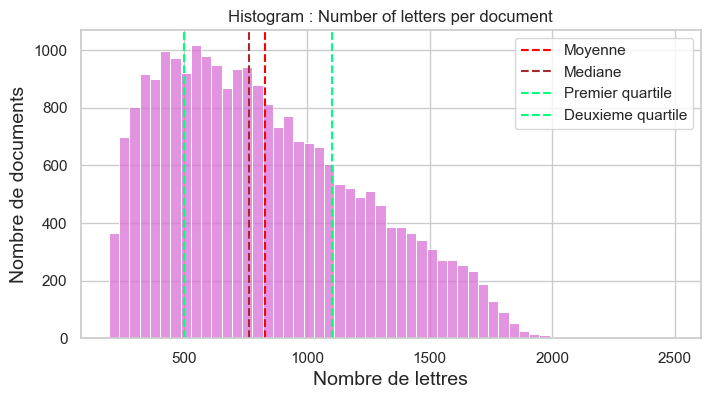 Histogram : Number of letters per document
Moyenne
Mediane
Premier quartile
Deuxieme quartile
Nombre de documents
1000
800
600
400
200
0
500
1000
1500
2000
2500
Nombre de lettres